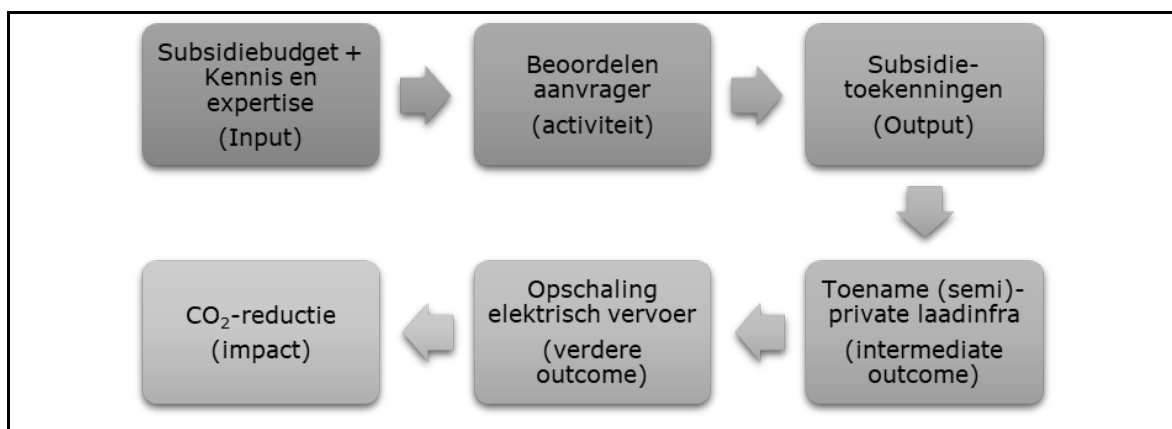 Subsidiebudget +
Kennis en
expertise
(Input)
Beoordelen
aanvrager
(activiteit)
Subsidie-
toekenningen
(Output)
Toename (semi)-
private laadinfra
(intermediate
outcome)
Opschaling
elektrisch vervoer
(verdere
outcome)
CO₂-reductie
(impact)